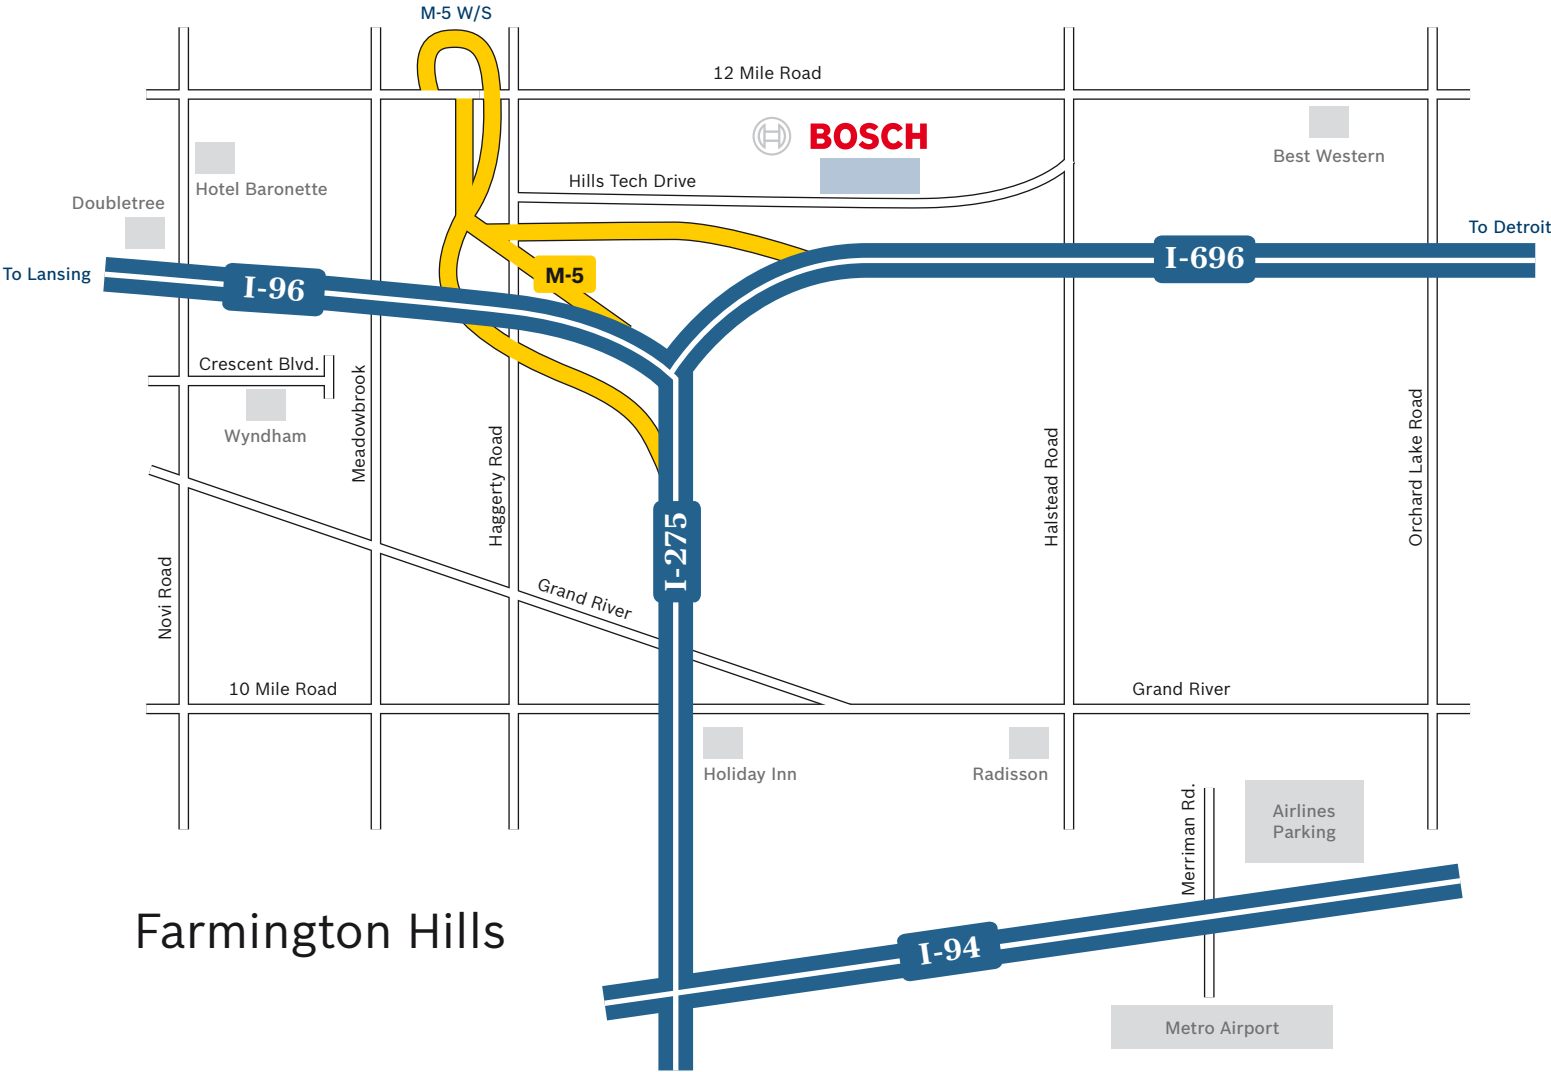 M-5 W/S
12 Mile Road
BOSCH
Best Western
Hotel Baronette
Hills Tech Drive
Doubletree
To Detroit
To Lansing
I-96
M-5
I-696
Crescent Blvd.
Wyndham
Meadowbrook
Haggerty Road
Halstead Road
Orchard Lake Road
I-275
Novi Road
Grand River
10 Mile Road
Grand River
Holiday Inn
Radisson
Merriman Rd.
Airlines
Parking
Farmington Hills
I-94
Metro Airport